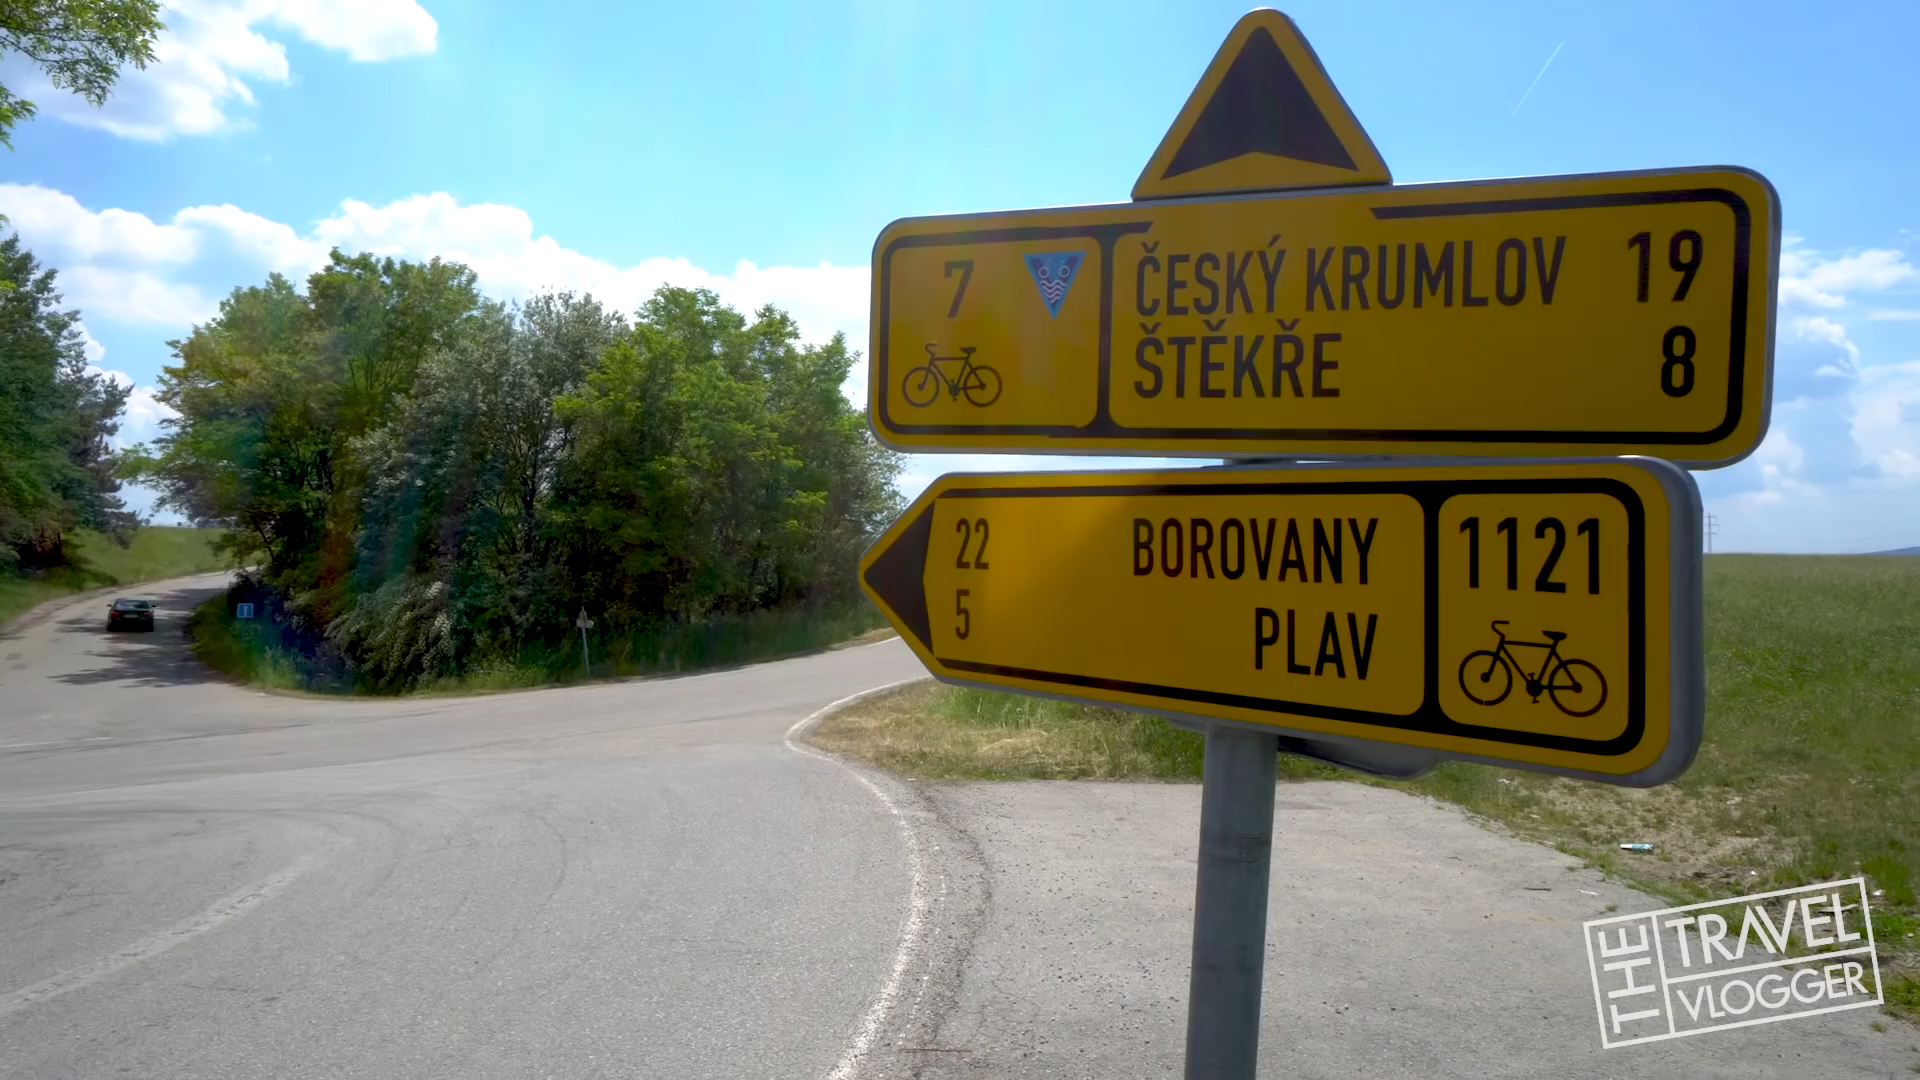 7
ČESKÝ KRUMLOV 19
ŠTĚKŘE 8
22 BOROVANY 1121
5 PLAV
THE TRAVEL
VLOGGER